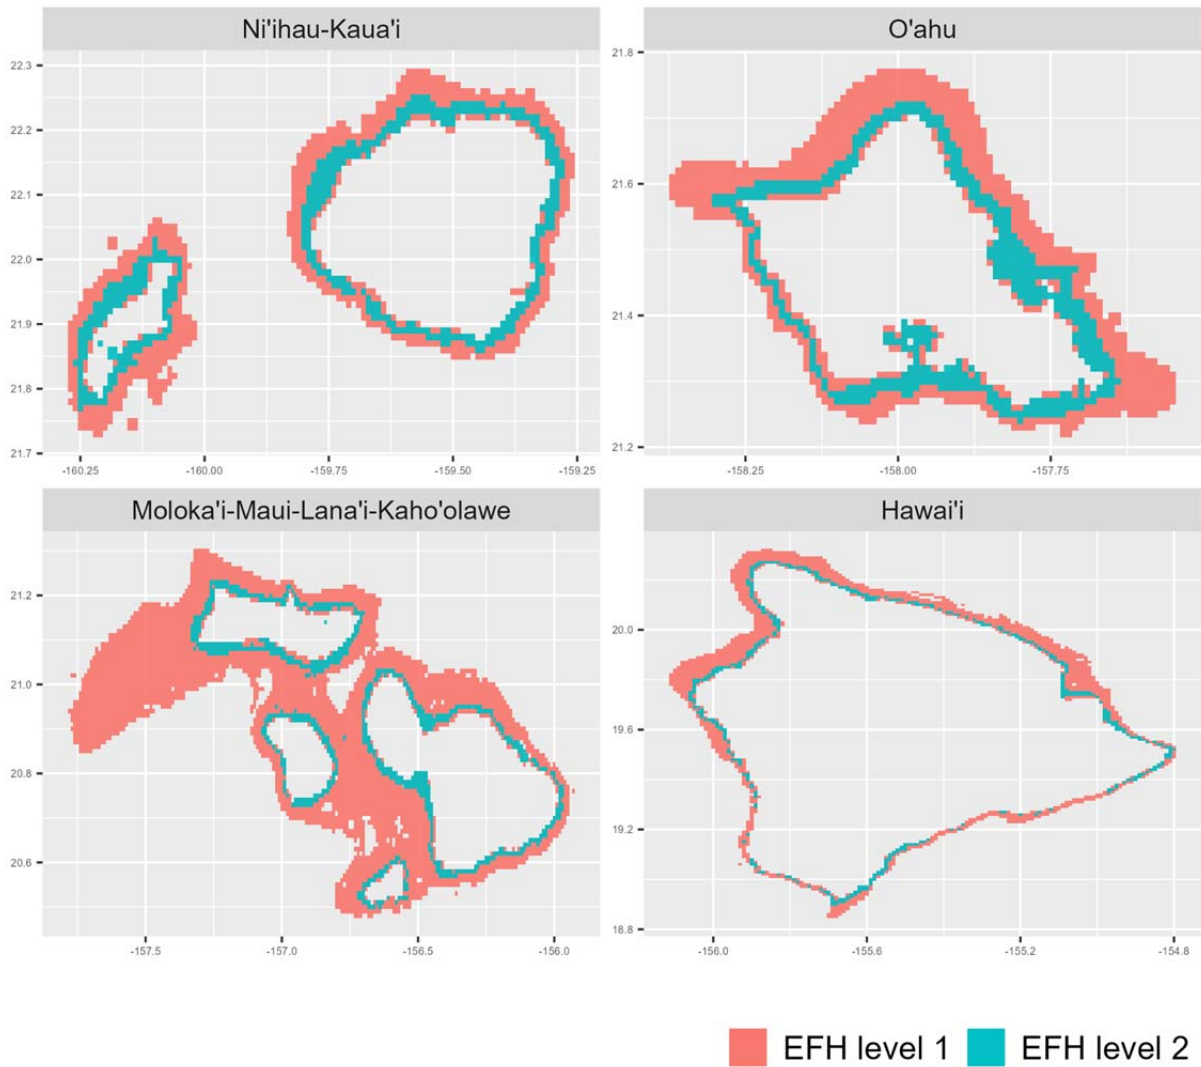 Ni'ihau-Kaua'i
O'ahu
22.3
22.2
22.1
22.0
21.9
21.8
21.7
-160.25 -160.00 -159.75 -159.50 -159.25
21.8
21.6
21.4
21.2
-158.25 -158.00 -157.75
Moloka'i-Maui-Lana'i-Kaho'olawe
Hawai'i
21.2
21.0
20.8
20.6
-157.5 -157.0 -156.5 -156.0
20.0
19.6
19.2
18.8
-156.0 -155.6 -155.2 -154.8
EFH level 1 EFH level 2